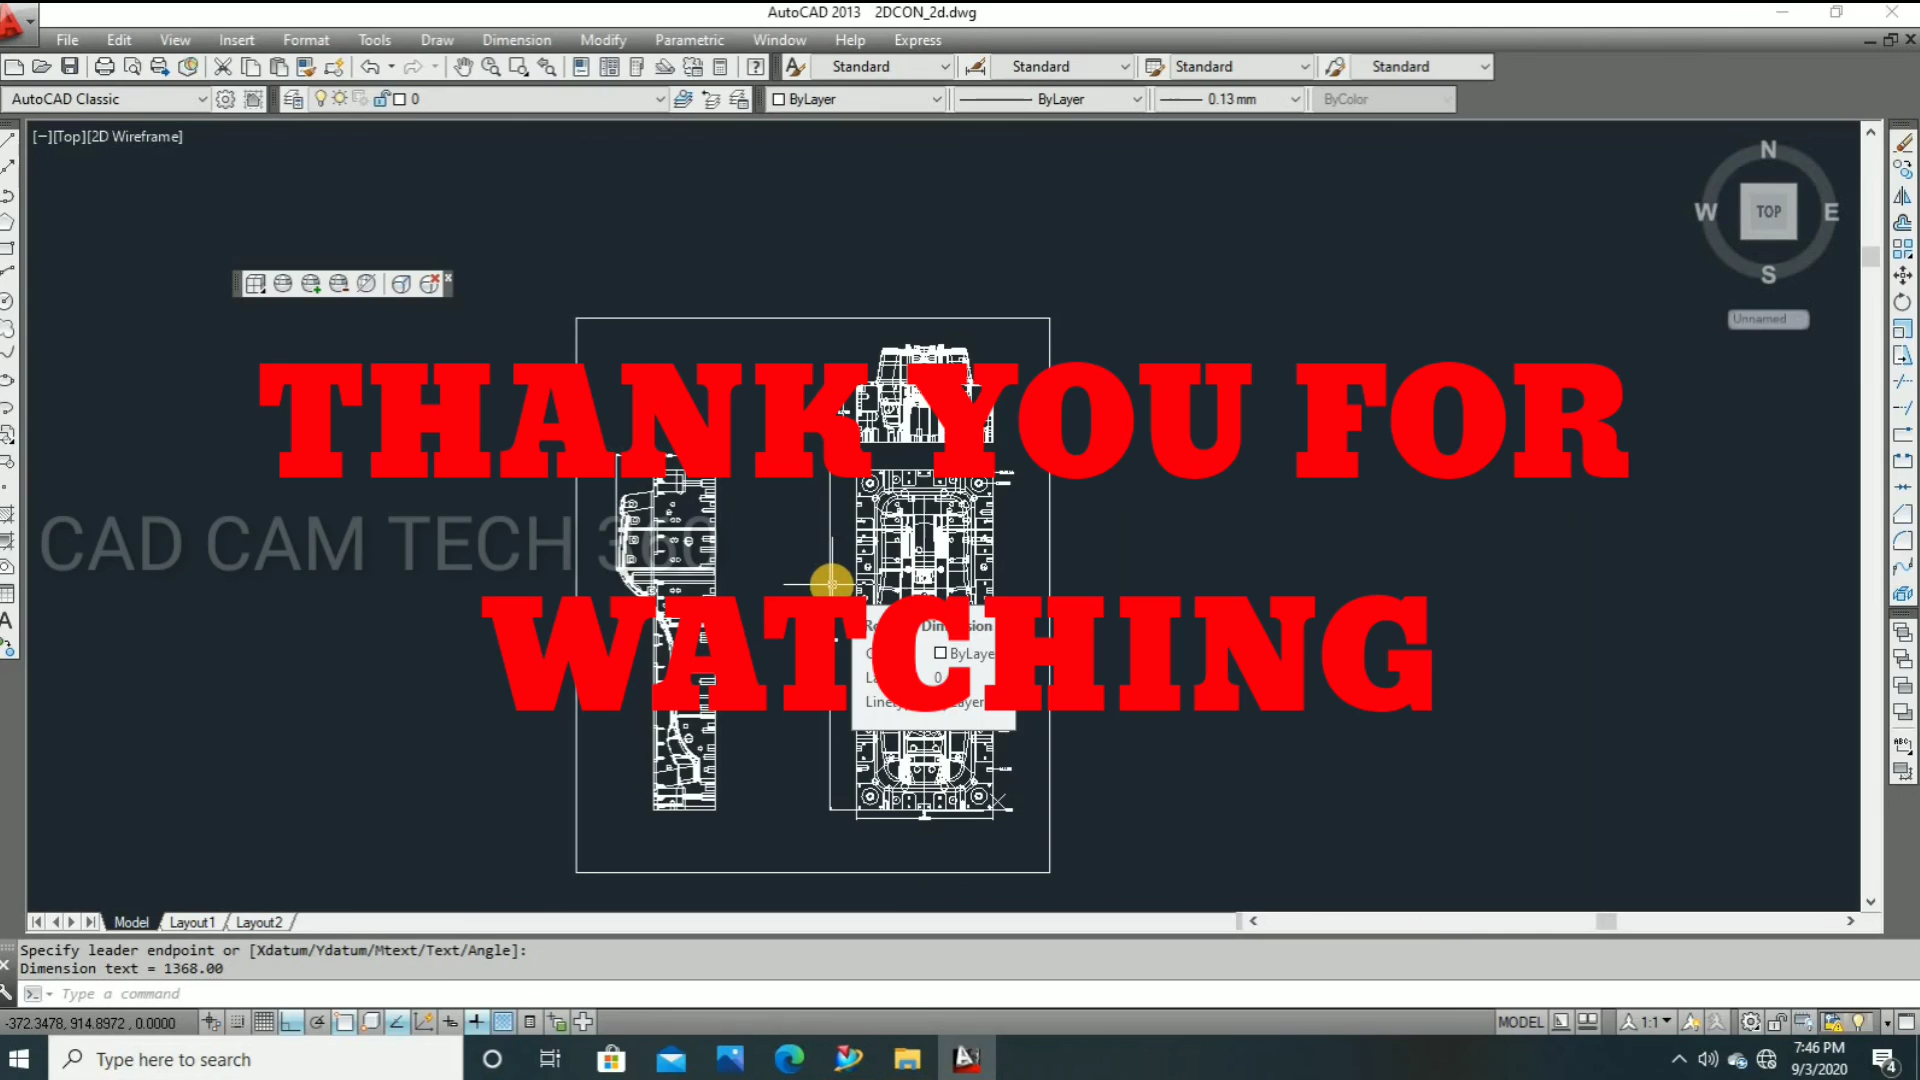 AutoCAD 2013 2DCON_2d.dwg
File Edit View Insert Format Tools Draw Dimension Modify Parametric Window Help Express
Standard Standard Standard Standard
AutoCAD Classic 0 ByLayer ByLayer 0.13 mm ByColor
[−][Top][2D Wireframe]
N
W TOP E
S
Unnamed
THANK YOU FOR
CAD CAM TECH 360
WATCHING
Dimension
ByLaye
0
Model Layout1 Layout2
Specify leader endpoint or [Xdatum/Ydatum/Mtext/Text/Angle]:
Dimension text = 1368.00
Type a command
-372.3478, 914.8972 , 0.0000 MODEL 1:1
Type here to search
7:46 PM
9/3/2020
4